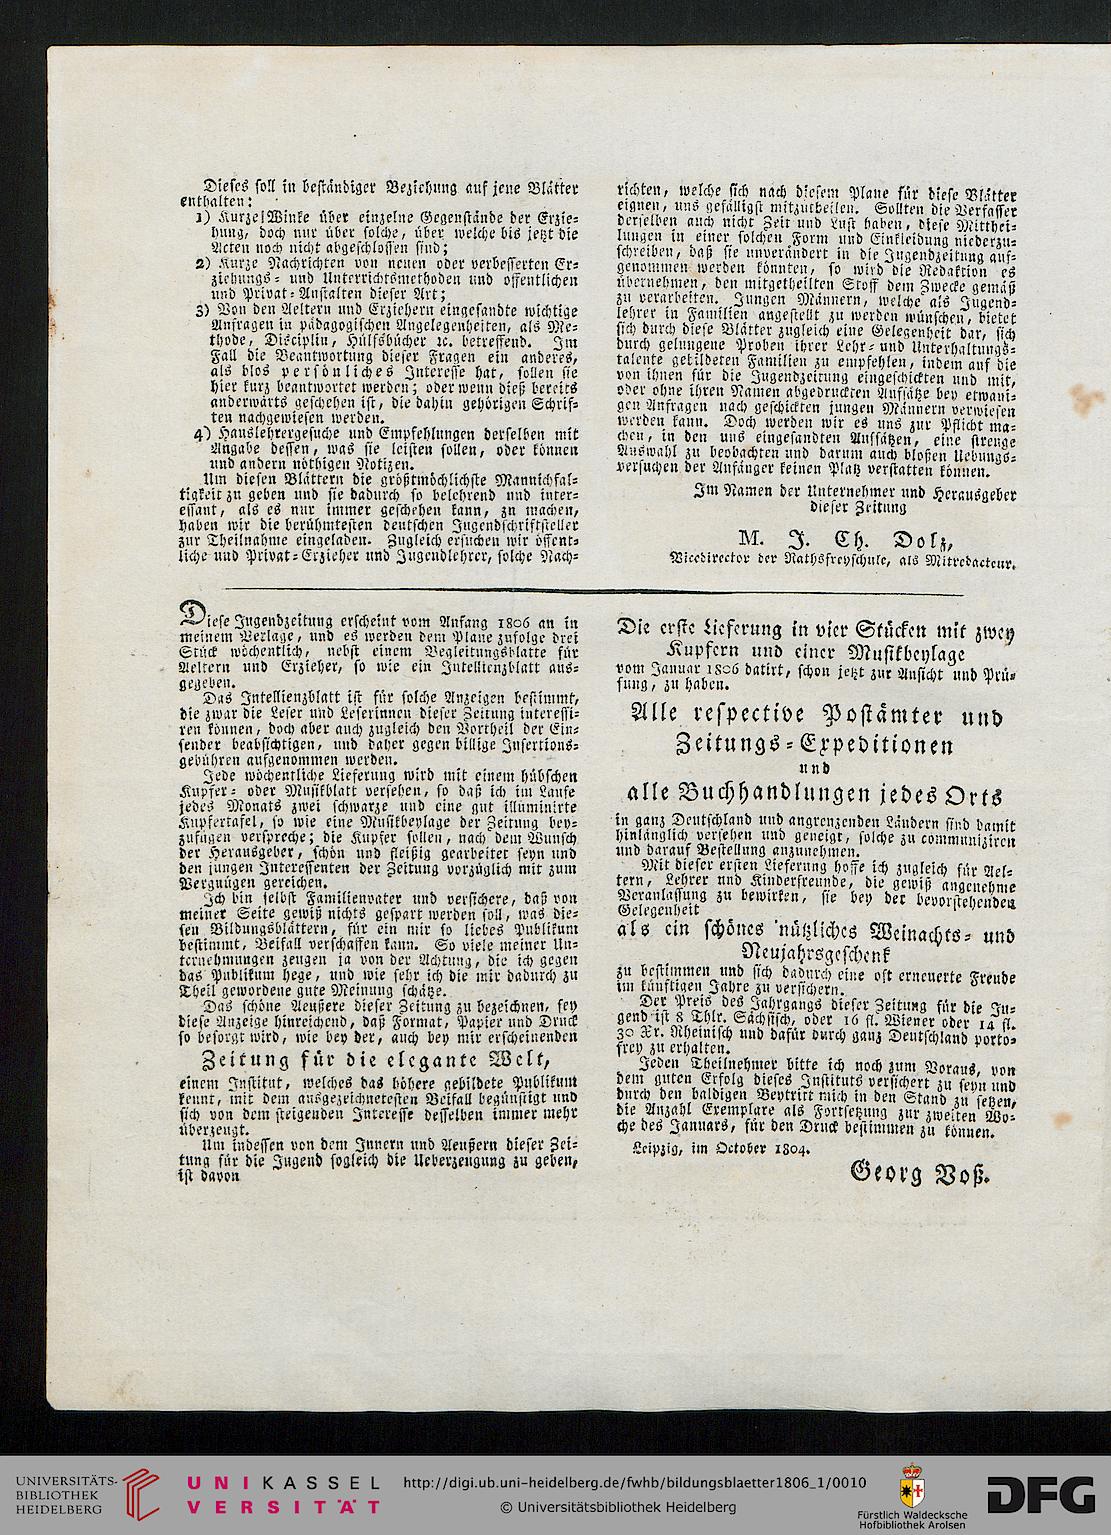 Dieses soll in beständiger Beziehung auf jene Blätter
enthalten:
1) Kurze Winke über einzelne Gegenstände der Erzie-
hung, doch nur über solche, über welche bis jetzt die
Acten noch nicht abgeschlossen sind;
2) Kurze Nachrichten von neuen oder verbesserten Er-
ziehungs- und Unterrichtsmethoden und öffentlichen
und Privat-Anstalten dieser Art;
3) Von den Aeltern und Erziehern eingesandte wichtige
Anfragen in pädagogischen Angelegenheiten, als Me-
thode, Disciplin, Hülfsbücher ꝛc. betreffend. Im
Fall die Beantwortung dieser Fragen ein anderes,
als blos persönliches Interesse hat, sollen sie
hier kurz beantwortet werden; oder wenn dieß bereits
anderwärts geschehen ist, die dahin gehörigen Schrif-
ten nachgewiesen werden.
4) Hauslehrergesuche und Empfehlungen derselben mit
Angabe dessen, was sie leisten sollen, oder können
und andern nöthigen Notizen.
Um diesen Blättern die größtmöchlichste Mannichfal-
tigkeit zu geben und sie dadurch so belehrend und inter-
essant, als es nur immer geschehen kann, zu machen,
haben wir die berühmtesten deutschen Jugendschriftsteller
zur Theilnahme eingeladen. Zugleich ersuchen wir öffent-
liche und Privat-Erzieher und Jugendlehrer, solche Nach-
richten, welche sich nach diesem Plane für diese Blätter
eignen, uns gefälligst mitzutheilen. Sollten die Verfasser
derselben auch nicht Zeit und Lust haben, diese Mitthei-
lungen in einer solchen Form und Einkleidung niederzu-
schreiben, daß sie unverändert in die Jugendzeitung auf-
genommen werden könnten, so wird die Redaktion es
übernehmen, den mitgetheilten Stoff dem Zwecke gemäß
zu verarbeiten. Jungen Männern, welche als Jugend-
lehrer in Familien angestellt zu werden wünschen, bietet
sich durch diese Blätter zugleich eine Gelegenheit dar, sich
durch gelungene Proben ihrer Lehr- und Unterhaltungs-
talente gebildeten Familien zu empfehlen, indem auf die
von ihnen für die Jugendzeitung eingeschickten und mit,
oder ohne ihren Namen abgedruckten Aufsätze bey etwani-
gen Anfragen nach geschickten jungen Männern verwiesen
werden kann. Doch werden wir es uns zur Pflicht ma-
chen, in den uns eingesandten Aufsätzen, eine strenge
Auswahl zu beobachten und darum auch bloßen Uebungs-
versuchen der Anfänger keinen Platz verstatten können.
Im Namen der Unternehmer und Herausgeber
dieser Zeitung
M. J. Ch. Dolz,
Vicedirector der Rathsfreyschule, als Mitredacteur.
Diese Jugendzeitung erscheint vom Anfang 1806 an in
meinem Verlage, und es werden dem Plane zufolge drei
Stück wöchentlich, nebst einem Begleitungsblatte für
Aeltern und Erzieher, so wie ein Intellienzblatt aus-
gegeben.
Das Intellienzblatt ist für solche Anzeigen bestimmt,
die zwar die Leser und Leserinnen dieser Zeitung interessi-
ren können, doch aber auch zugleich den Vortheil der Ein-
sender beabsichtigen, und daher gegen billige Insertions-
gebühren aufgenommen werden.
Jede wöchentliche Lieferung wird mit einem hübschen
Kupfer- oder Musikblatt versehen, so daß ich im Laufe
jedes Monats zwei schwarze und eine gut illuminirte
Kupfertafel, so wie eine Musikbeylage der Zeitung bey-
zufügen verspreche; die Kupfer sollen, nach dem Wunsch
der Herausgeber, schön und fleißig gearbeitet seyn und
den jungen Interessenten der Zeitung vorzüglich mit zum
Vergnügen gereichen.
Ich bin selbst Familienvater und versichere, daß von
meiner Seite gewiß nichts gespart werden soll, was die-
sen Bildungsblättern, für ein mir so liebes Publikum
bestimmt, Beifall verschaffen kann. So viele meiner Un-
ternehmungen zeugen ja von der Achtung, die ich gegen
das Publikum hege, und wie sehr ich die mir dadurch zu
Theil gewordene gute Meinung schätze.
Das schöne Aeußere dieser Zeitung zu bezeichnen, sey
diese Anzeige hinreichend, daß Format, Papier und Druck
so besorgt wird, wie bey der, auch bey mir erscheinenden
Zeitung für die elegante Welt,
einem Institut, welches das höhere gebildete Publikum
kennt, mit dem ausgezeichnetesten Beifall begünstigt und
sich von dem steigenden Interesse desselben immer mehr
überzeugt.
Um indessen von dem Innern und Aeußern dieser Zei-
tung für die Jugend sogleich die Ueberzeugung zu geben,
ist davon
Die erste Lieferung in vier Stücken mit zwey
Kupfern und einer Musikbeylage
vom Januar 1806 datirt, schon jetzt zur Ansicht und Prü-
fung, zu haben.
Alle respective Postämter und
Zeitungs-Expeditionen
und
alle Buchhandlungen jedes Orts
in ganz Deutschland und angrenzenden Ländern sind damit
hinlänglich versehen und geneigt, solche zu communiziren
und darauf Bestellung anzunehmen.
Mit dieser ersten Lieferung hoffe ich zugleich für Ael-
tern, Lehrer und Kinderfreunde, die gewiß angenehme
Veranlassung zu bewirken, sie bey der bevorstehenden
Gelegenheit
als ein schönes nützliches Weinachts- und
Neujahrsgeschenk
zu bestimmen und sich dadurch eine oft erneuerte Freude
im künftigen Jahre zu versichern.
Der Preis des Jahrgangs dieser Zeitung für die Ju-
gend ist 8 Thlr. Sächsisch, oder 16 fl. Wiener oder 14 fl.
30 Xr. Rheinisch und dafür durch ganz Deutschland porto-
frey zu erhalten.
Jeden Theilnehmer bitte ich noch zum Voraus, von
dem guten Erfolg dieses Instituts versichert zu seyn und
durch den baldigen Beytritt mich in den Stand zu setzen,
die Anzahl Exemplare als Fortsetzung zur zweiten Wo-
che des Januars, für den Druck bestimmen zu können.
Leipzig, im October 1804.
Georg Voß.
UNIVERSITÄTS-
BIBLIOTHEK
HEIDELBERG
UNIKASSEL
VERSITÄT
http://digi.ub.uni-heidelberg.de/fwhb/bildungsblaetter1806_1/0010
© Universitätsbibliothek Heidelberg
Fürstlich Waldecksche
Hofbibliothek Arolsen
DFG